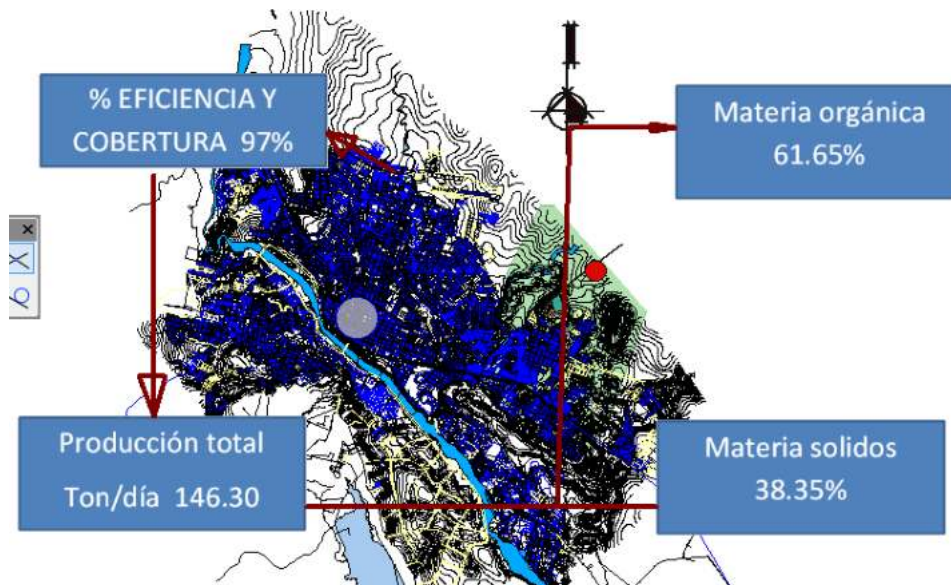 % EFICIENCIA Y
COBERTURA 97%
Materia orgánica
61.65%
Producción total
Ton/día 146.30
Materia solidos
38.35%